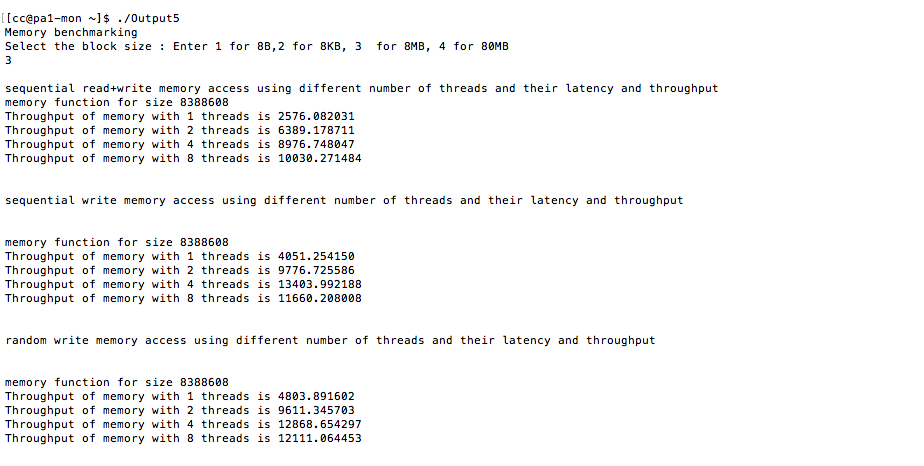 [[cc@pa1-mon ~]$ ./Output5
Memory benchmarking
Select the block size : Enter 1 for 8B,2 for 8KB, 3  for 8MB, 4 for 80MB
3
sequential read+write memory access using different number of threads and their latency and throughput
memory function for size 8388608
Throughput of memory with 1 threads is 2576.082031
Throughput of memory with 2 threads is 6389.178711
Throughput of memory with 4 threads is 8976.748047
Throughput of memory with 8 threads is 10030.271484
sequential write memory access using different number of threads and their latency and throughput
memory function for size 8388608
Throughput of memory with 1 threads is 4051.254150
Throughput of memory with 2 threads is 9776.725586
Throughput of memory with 4 threads is 13403.992188
Throughput of memory with 8 threads is 11660.208008
random write memory access using different number of threads and their latency and throughput
memory function for size 8388608
Throughput of memory with 1 threads is 4803.891602
Throughput of memory with 2 threads is 9611.345703
Throughput of memory with 4 threads is 12868.654297
Throughput of memory with 8 threads is 12111.064453